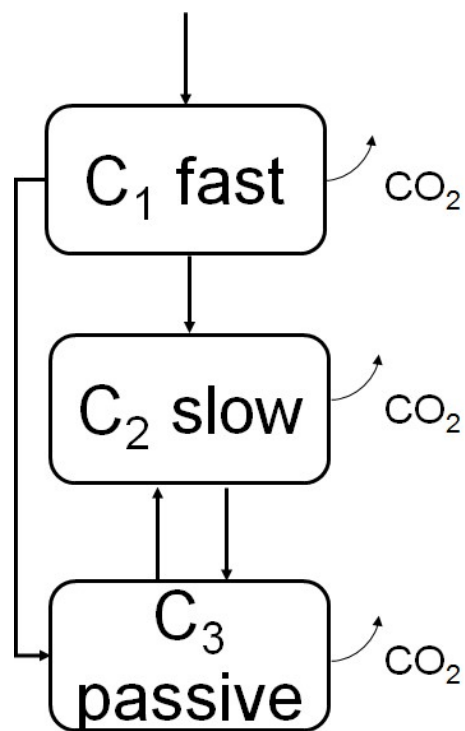 C₁ fast
CO₂
C₂ slow
CO₂
C₃
passive
CO₂